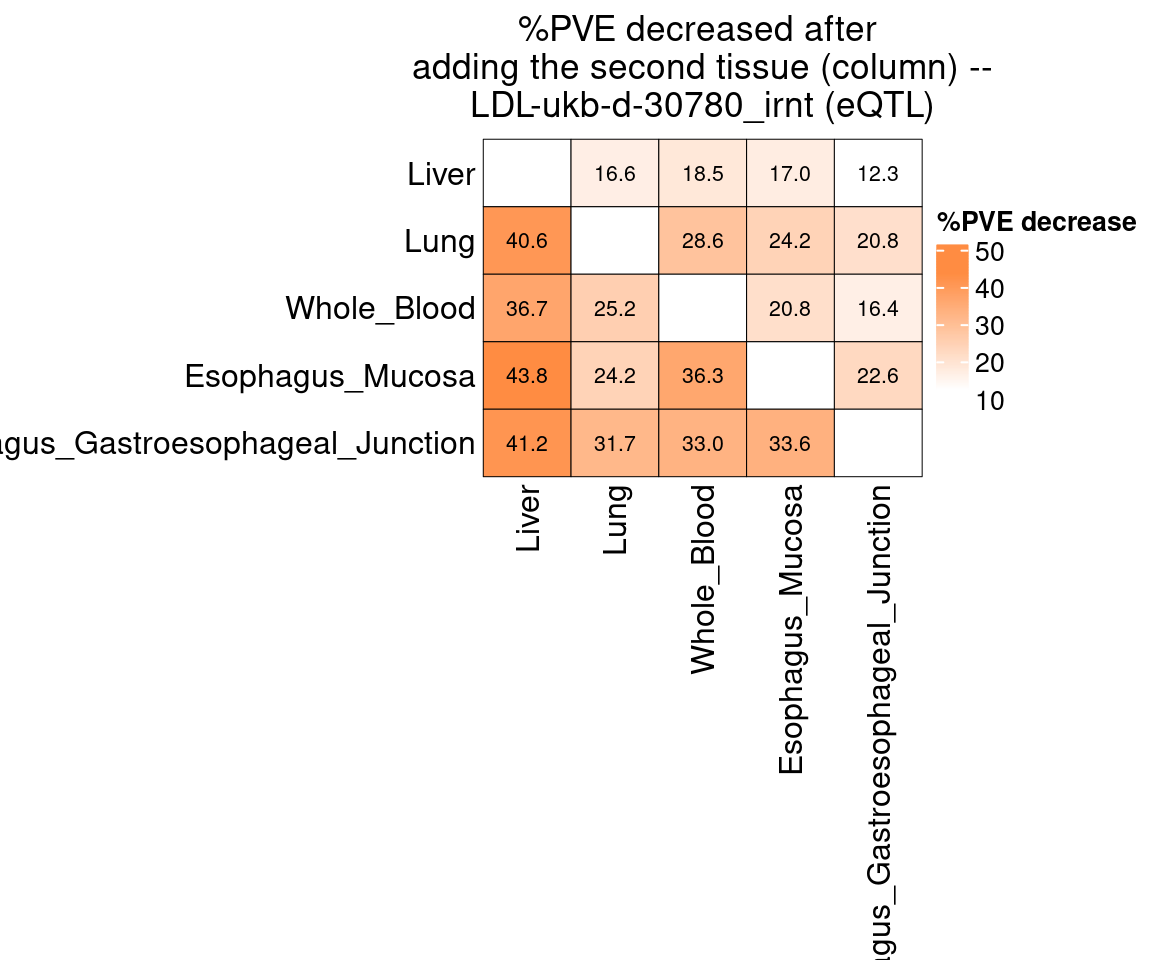 %PVE decreased after
adding the second tissue (column) --
LDL-ukb-d-30780_irnt (eQTL)
Liver 16.6 18.5 17.0 12.3
Lung 40.6 28.6 24.2 20.8
Whole_Blood 36.7 25.2 20.8 16.4
Esophagus_Mucosa 43.8 24.2 36.3 22.6
agus_Gastroesophageal_Junction 41.2 31.7 33.0 33.6
%PVE decrease
50
40
30
20
10
Liver
Lung
Whole_Blood
Esophagus_Mucosa
agus_Gastroesophageal_Junction